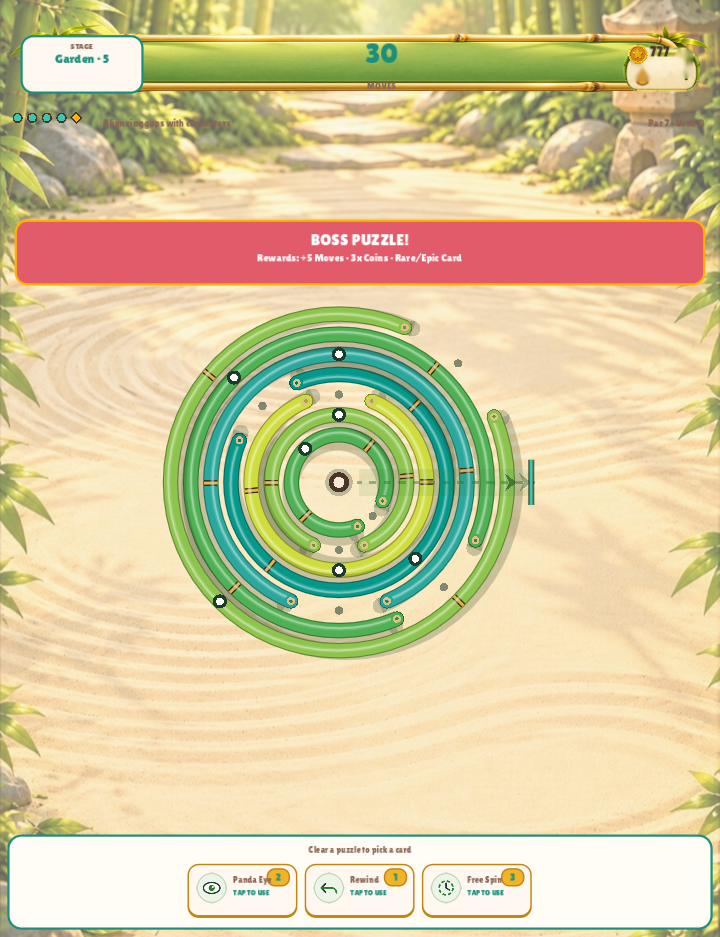 STAGE
Garden · 5
30
MOVES
777
BOSS PUZZLE!
Rewards: +5 Moves · 3x Coins · Rare/Epic Card
Clear a puzzle to pick a card
Panda Eye
2
TAP TO USE
Rewind
1
TAP TO USE
Free Spin
3
TAP TO USE